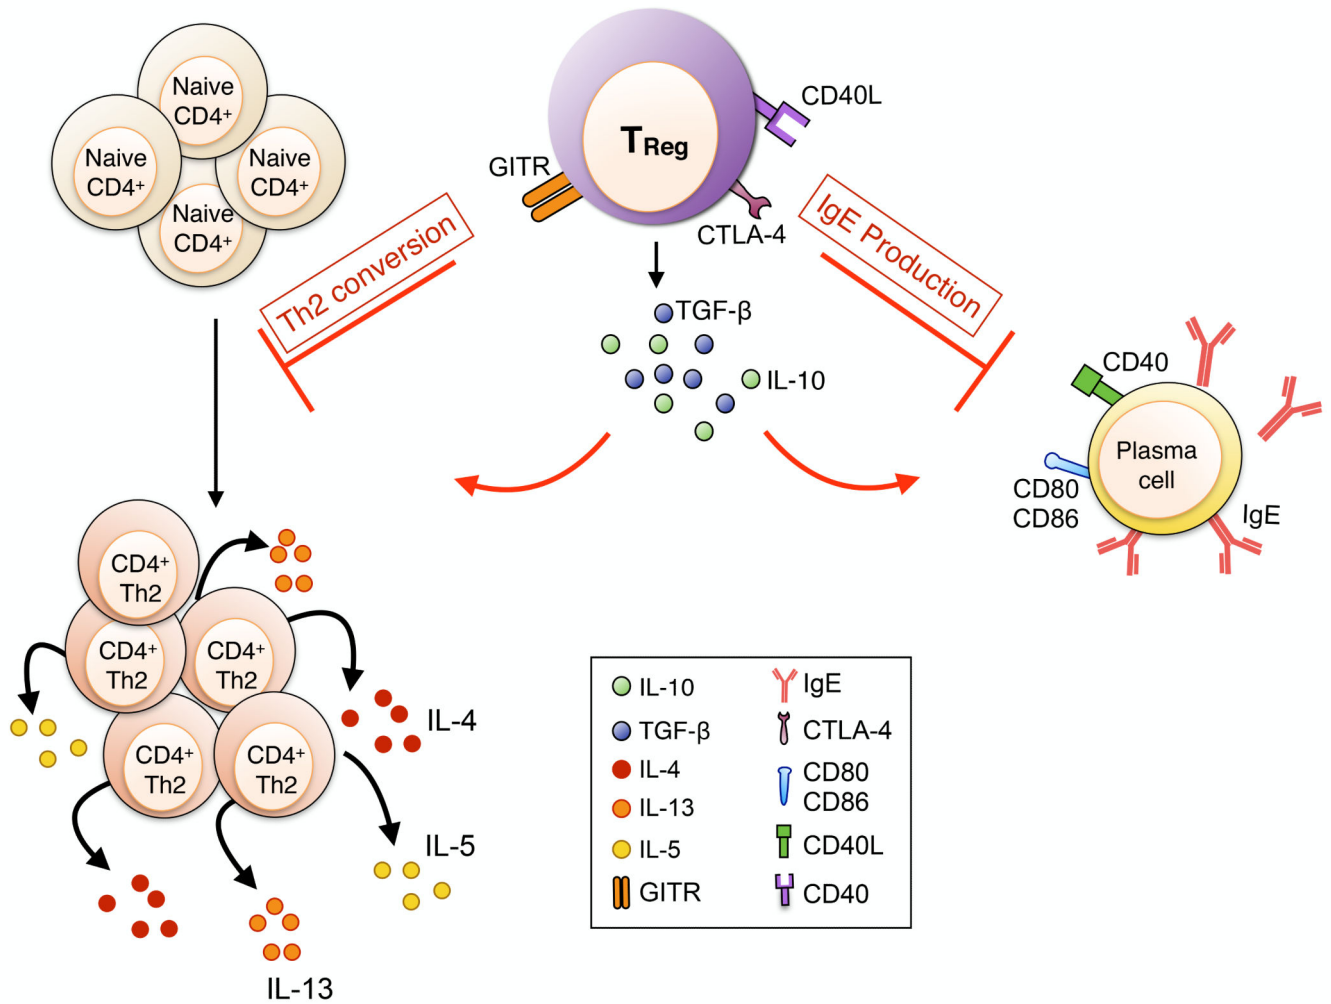 Naive
CD4+
Naive
CD4+
Naive
CD4+
Naive
CD4+
TReg
CD40L
GITR
CTLA-4
Th2 conversion
IgE Production
TGF-β
IL-10
CD40
Plasma
cell
CD80
CD86
IgE
CD4+
Th2
CD4+
Th2
CD4+
Th2
CD4+
Th2
CD4+
Th2
IL-4
IL-5
IL-13
IL-10
TGF-β
IL-4
IL-13
IL-5
GITR
IgE
CTLA-4
CD80
CD86
CD40L
CD40